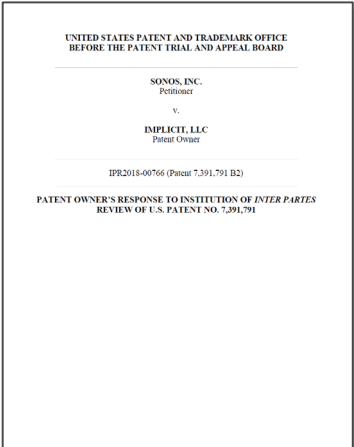 UNITED STATES PATENT AND TRADEMARK OFFICE
BEFORE THE PATENT TRIAL AND APPEAL BOARD
SONOS, INC.
Petitioner
v.
IMPLICIT, LLC
Patent Owner
IPR2018-00766 (Patent 7,391,791 B2)
PATENT OWNER'S RESPONSE TO INSTITUTION OF INTER PARTES
REVIEW OF U.S. PATENT NO. 7,391,791